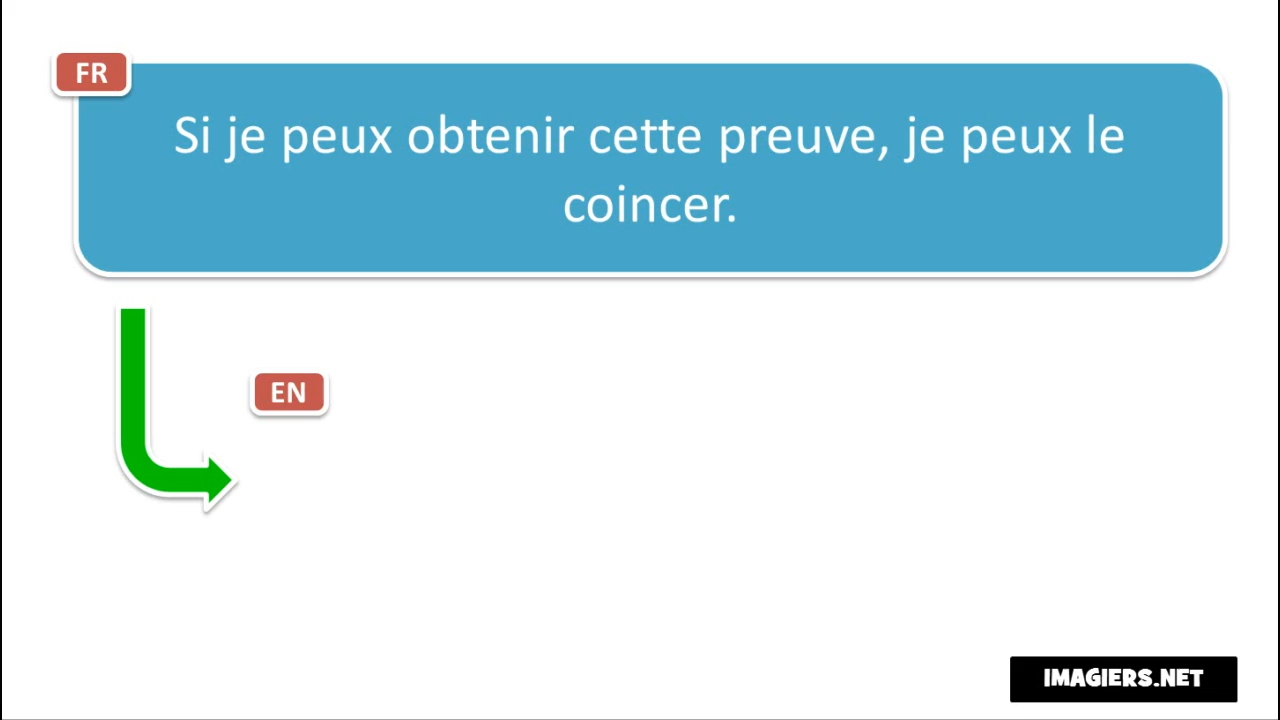 FR
Si je peux obtenir cette preuve, je peux le
coincer.
EN
IMAGIERS.NET